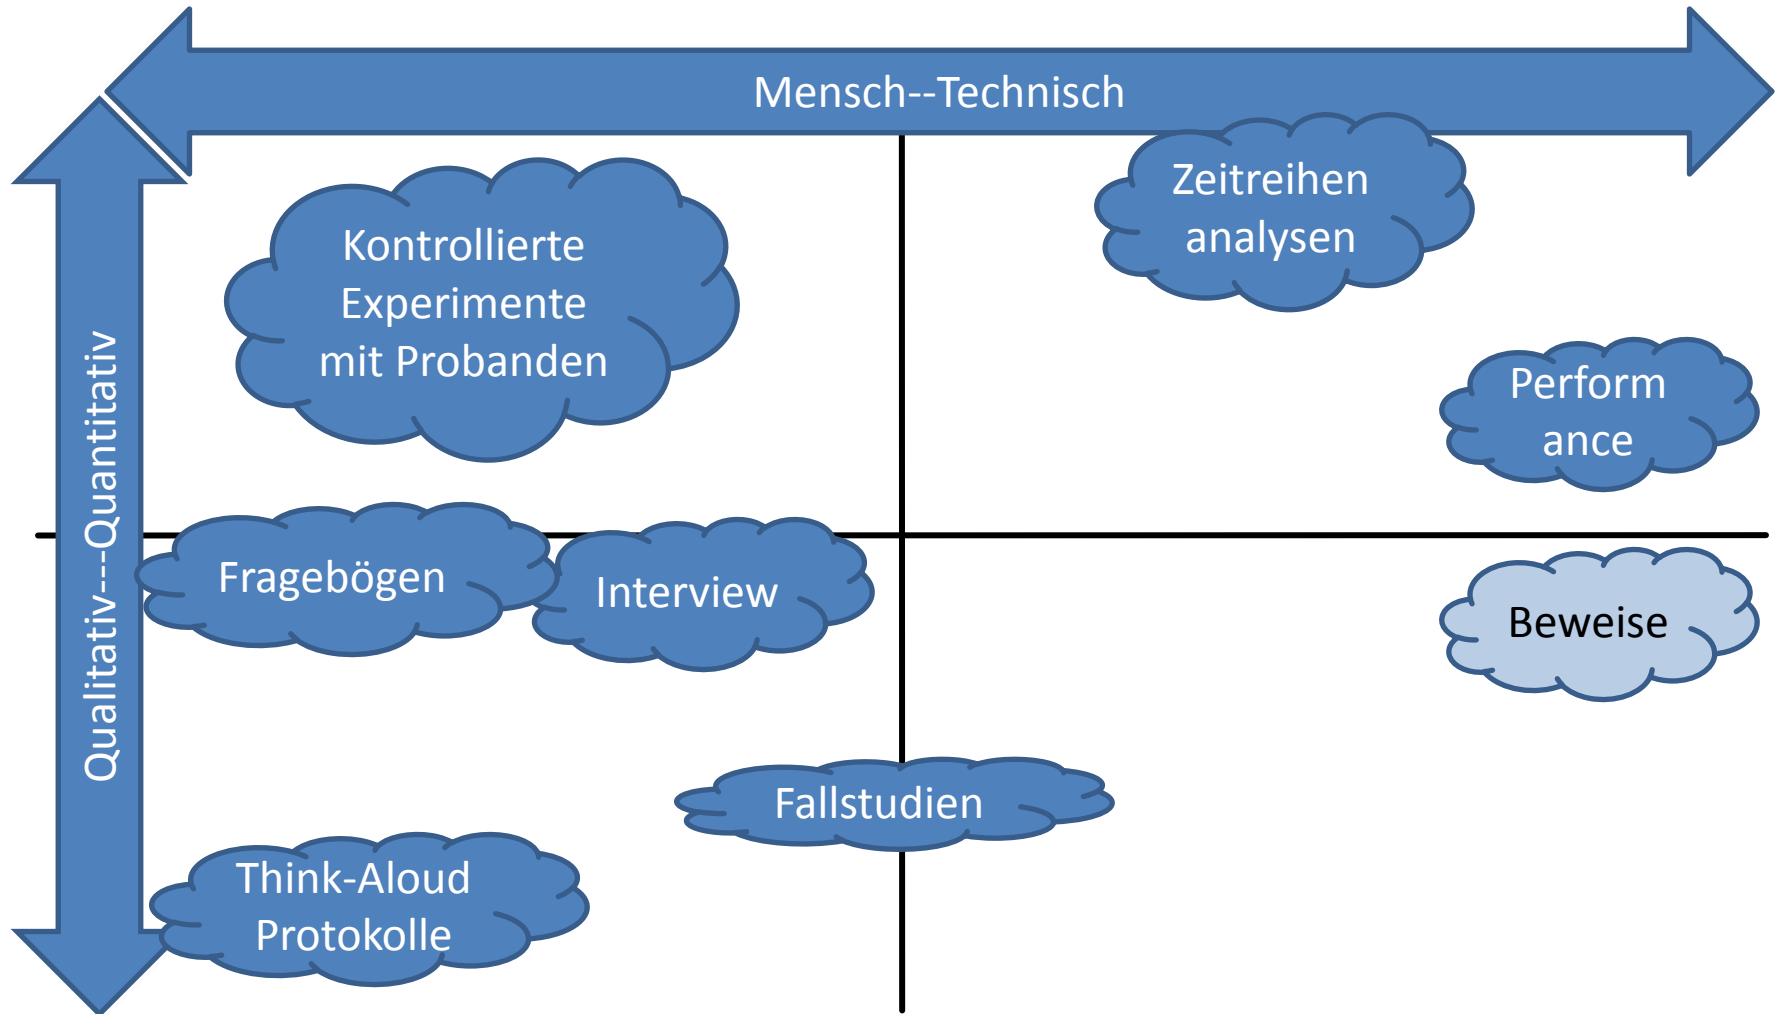 Mensch--Technisch
Qualitativ----Quantitativ
Kontrollierte
Experimente
mit Probanden
Zeitreihen
analysen
Perform
ance
Fragebögen
Interview
Beweise
Fallstudien
Think-Aloud
Protokolle